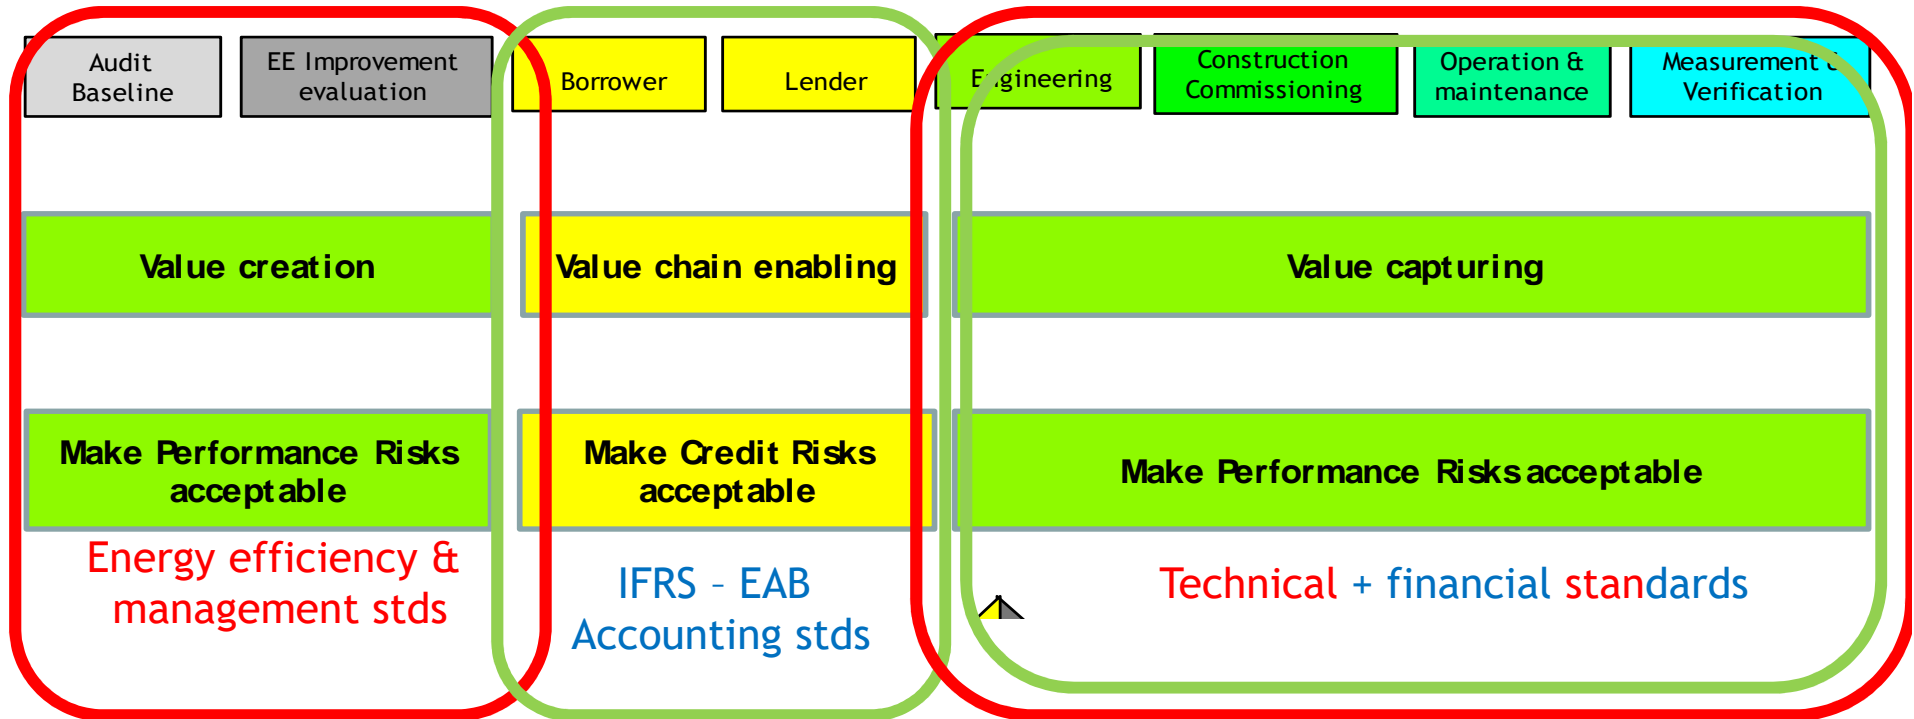 Audit
Baseline
EE Improvement
evaluation
Borrower
Lender
Engineering
Construction
Commissioning
Operation &
maintenance
Measurement &
Verification
Value creation
Value chain enabling
Value capturing
Make Performance Risks
acceptable
Make Credit Risks
acceptable
Make Performance Risks acceptable
Energy efficiency &
management stds
IFRS – EAB
Accounting stds
Technical + financial standards